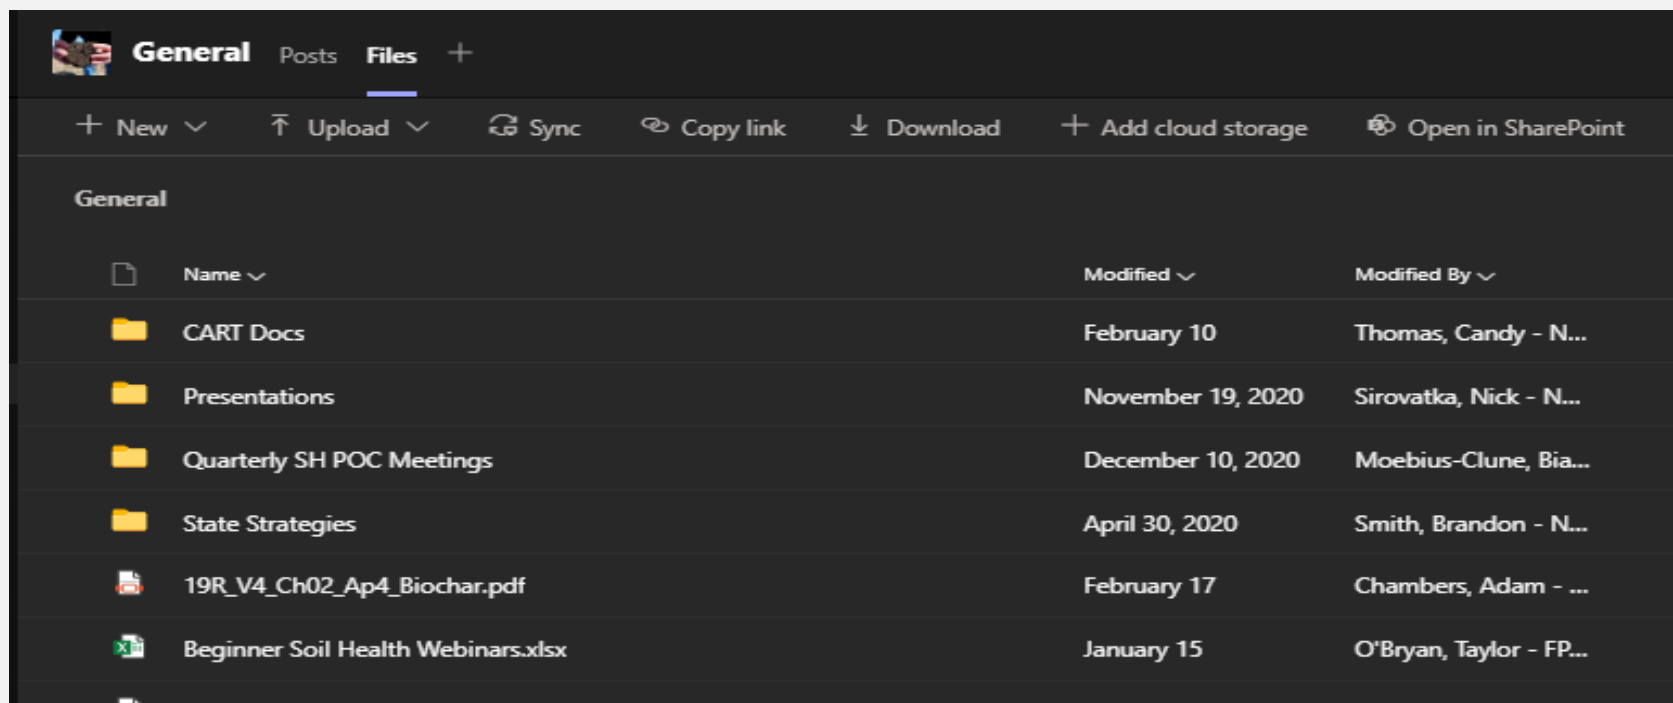 General Posts Files
New Upload Sync Copy link Download Add cloud storage Open in SharePoint
General
Name Modified Modified By
CART Docs February 10 Thomas, Candy - N...
Presentations November 19, 2020 Sirovatka, Nick - N...
Quarterly SH POC Meetings December 10, 2020 Moebius-Clune, Bia...
State Strategies April 30, 2020 Smith, Brandon - N...
19R_V4_Ch02_Ap4_Biochar.pdf February 17 Chambers, Adam - ...
Beginner Soil Health Webinars.xlsx January 15 O'Bryan, Taylor - FP...